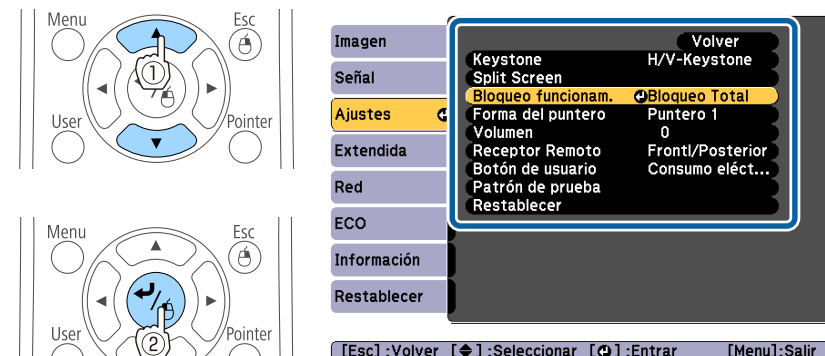 Menu
Esc
①
User
Pointer
Menu
Esc
User
②
Pointer
Imagen
Señal
Ajustes
Extendida
Red
ECO
Información
Restablecer
Volver
Keystone H/V-Keystone
Split Screen
Bloqueo funcionam. Bloqueo Total
Forma del puntero Puntero 1
Volumen 0
Receptor Remoto Frontl/Posterior
Botón de usuario Consumo eléct...
Patrón de prueba
Restablecer
[Esc] :Volver [◆] :Seleccionar [⏎] :Entrar [Menu]:Salir